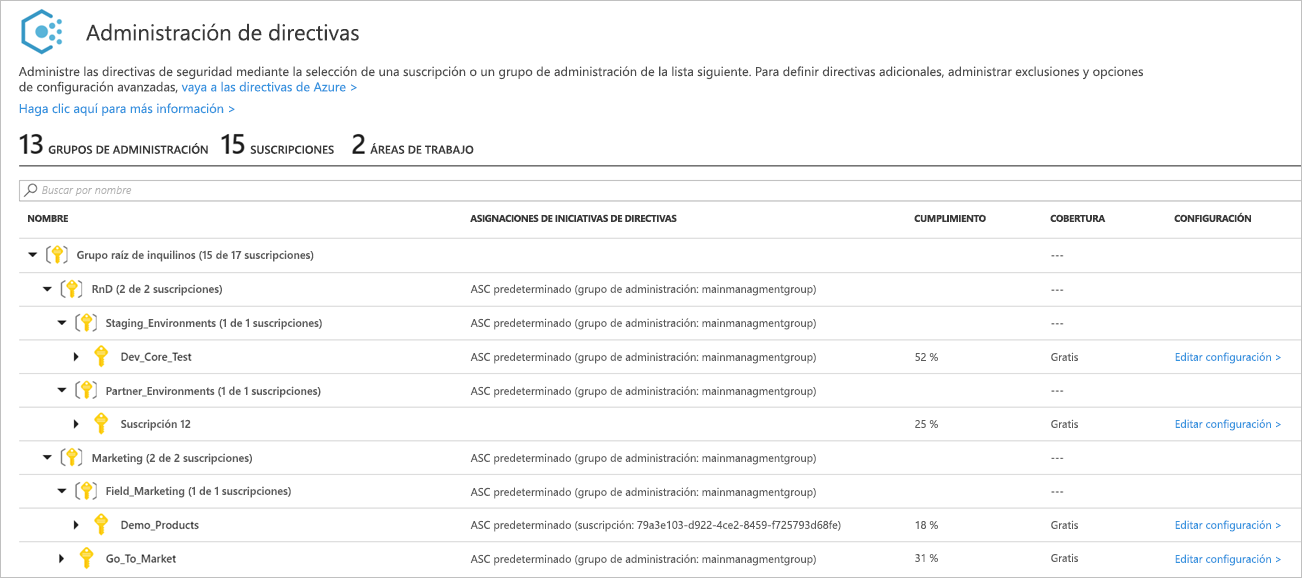 Administración de directivas
Administre las directivas de seguridad mediante la selección de una suscripción o un grupo de administración de la lista siguiente. Para definir directivas adicionales, administrar exclusiones y opciones
de configuración avanzadas, vaya a las directivas de Azure >
Haga clic aquí para más información >
13 GRUPOS DE ADMINISTRACIÓN 15 SUSCRIPCIONES 2 ÁREAS DE TRABAJO
Buscar por nombre
NOMBRE ASIGNACIONES DE INICIATIVAS DE DIRECTIVAS CUMPLIMIENTO COBERTURA CONFIGURACIÓN
Grupo raíz de inquilinos (15 de 17 suscripciones) ---
RnD (2 de 2 suscripciones) ASC predeterminado (grupo de administración: mainmanagmentgroup) ---
Staging_Environments (1 de 1 suscripciones) ASC predeterminado (grupo de administración: mainmanagmentgroup) ---
Dev_Core_Test ASC predeterminado (grupo de administración: mainmanagmentgroup) 52 % Gratis Editar configuración >
Partner_Environments (1 de 1 suscripciones) ASC predeterminado (grupo de administración: mainmanagmentgroup) ---
Suscripción 12 ASC predeterminado (grupo de administración: mainmanagmentgroup) 25 % Gratis Editar configuración >
Marketing (2 de 2 suscripciones) ASC predeterminado (grupo de administración: mainmanagmentgroup) ---
Field_Marketing (1 de 1 suscripciones) ASC predeterminado (grupo de administración: mainmanagmentgroup) ---
Demo_Products ASC predeterminado (suscripción: 79a3e103-d922-4ce2-8459-f725793d68fe) 18 % Gratis Editar configuración >
Go_To_Market ASC predeterminado (grupo de administración: mainmanagmentgroup) 31 % Gratis Editar configuración >